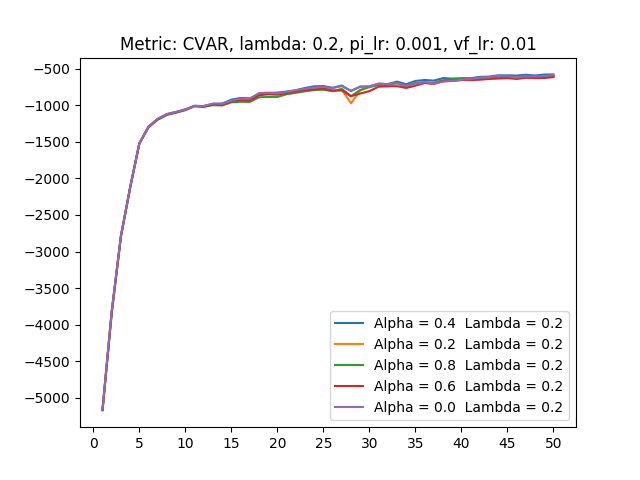 Metric: CVAR, lambda: 0.2, pi_lr: 0.001, vf_lr: 0.01
−500
−1000
−1500
−2000
−2500
−3000
−3500
−4000
−4500
−5000
Alpha = 0.4  Lambda = 0.2
Alpha = 0.2  Lambda = 0.2
Alpha = 0.8  Lambda = 0.2
Alpha = 0.6  Lambda = 0.2
Alpha = 0.0  Lambda = 0.2
0 5 10 15 20 25 30 35 40 45 50